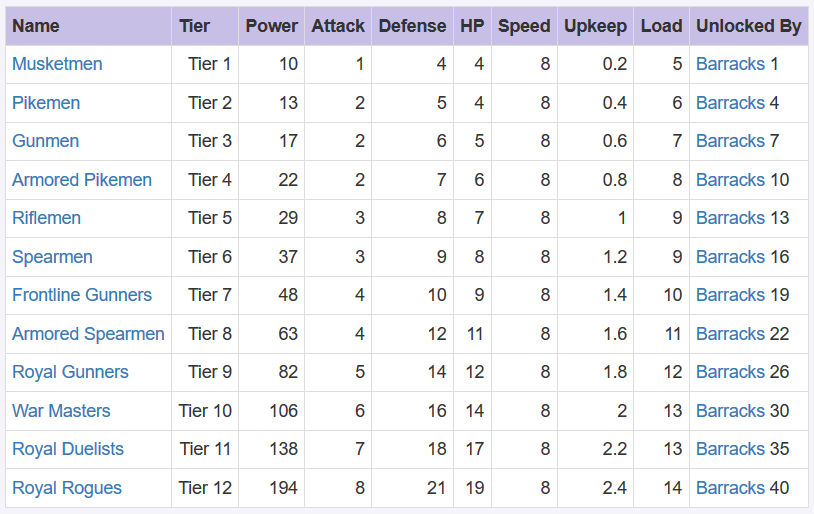 Name Tier Power Attack Defense HP Speed Upkeep Load Unlocked By
Musketmen Tier 1 10 1 4 4 8 0.2 5 Barracks 1
Pikemen Tier 2 13 2 5 4 8 0.4 6 Barracks 4
Gunmen Tier 3 17 2 6 5 8 0.6 7 Barracks 7
Armored Pikemen Tier 4 22 2 7 6 8 0.8 8 Barracks 10
Riflemen Tier 5 29 3 8 7 8 1 9 Barracks 13
Spearmen Tier 6 37 3 9 8 8 1.2 9 Barracks 16
Frontline Gunners Tier 7 48 4 10 9 8 1.4 10 Barracks 19
Armored Spearmen Tier 8 63 4 12 11 8 1.6 11 Barracks 22
Royal Gunners Tier 9 82 5 14 12 8 1.8 12 Barracks 26
War Masters Tier 10 106 6 16 14 8 2 13 Barracks 30
Royal Duelists Tier 11 138 7 18 17 8 2.2 13 Barracks 35
Royal Rogues Tier 12 194 8 21 19 8 2.4 14 Barracks 40